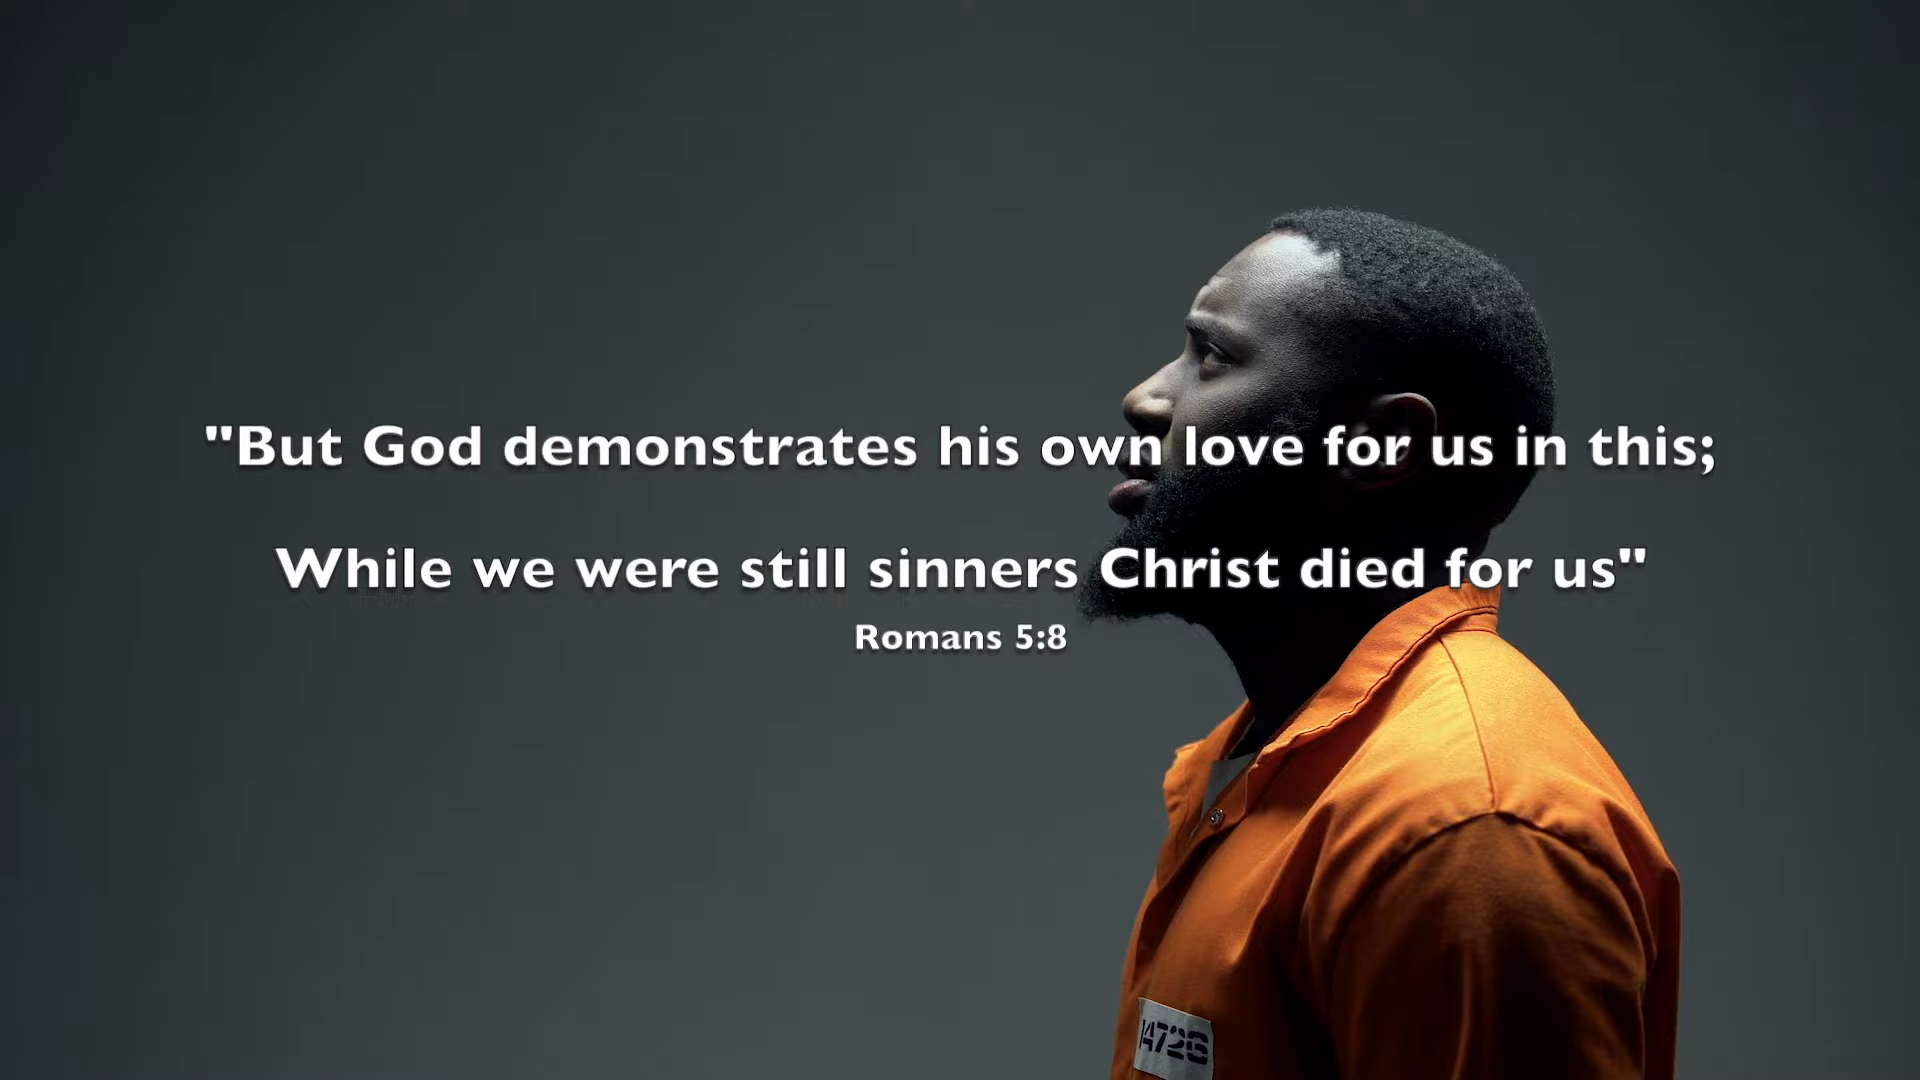 "But God demonstrates his own love for us in this;
While we were still sinners Christ died for us"
Romans 5:8
14726